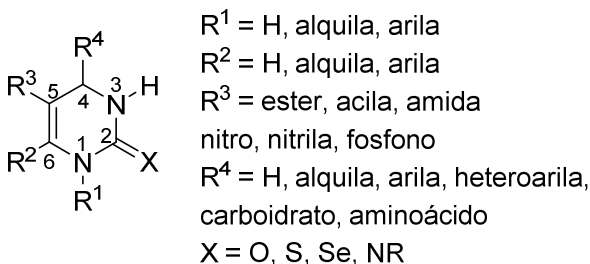 R¹ = H, alquila, arila
R² = H, alquila, arila
R³ = ester, acila, amida
nitro, nitrila, fosfono
R⁴ = H, alquila, arila, heteroarila,
carboidrato, aminoácido
X = O, S, Se, NR
R⁴
R³ 5 4 3 N H
R² 6 1 N 2 X
R¹